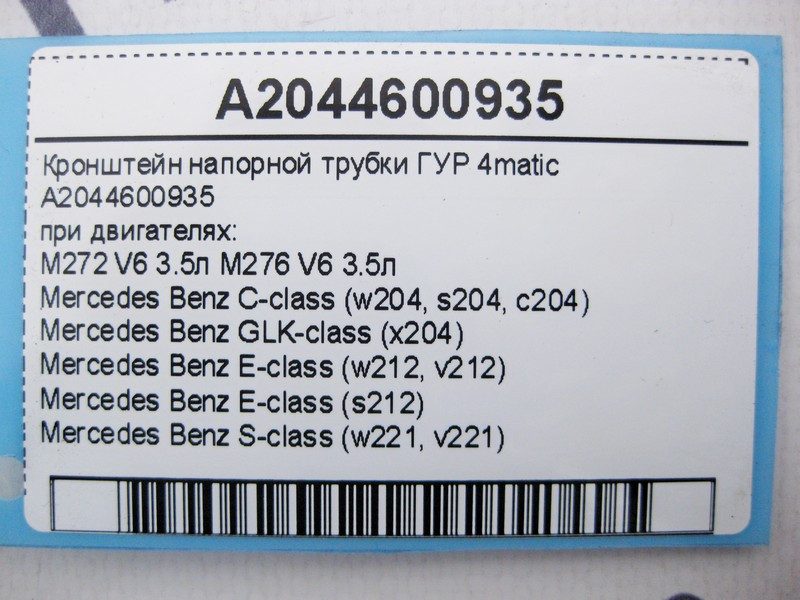 A2044600935
Кронштейн напорной трубки ГУР 4matic
A2044600935
при двигателях:
M272 V6 3.5л M276 V6 3.5л
Mercedes Benz C-class (w204, s204, c204)
Mercedes Benz GLK-class (x204)
Mercedes Benz E-class (w212, v212)
Mercedes Benz E-class (s212)
Mercedes Benz S-class (w221, v221)